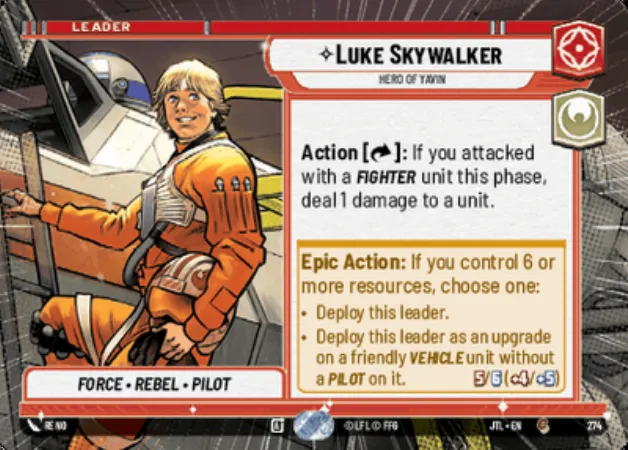 LEADER
✧LUKE SKYWALKER
HERO OF YAVIN
Action [↷]: If you attacked
with a FIGHTER unit this phase,
deal 1 damage to a unit.
Epic Action: If you control 6 or
more resources, choose one:
• Deploy this leader.
• Deploy this leader as an upgrade
on a friendly VEHICLE unit without
a PILOT on it. 5/6 (+4/+5)
FORCE • REBEL • PILOT
©LFL © FFG
JTL • EN
274